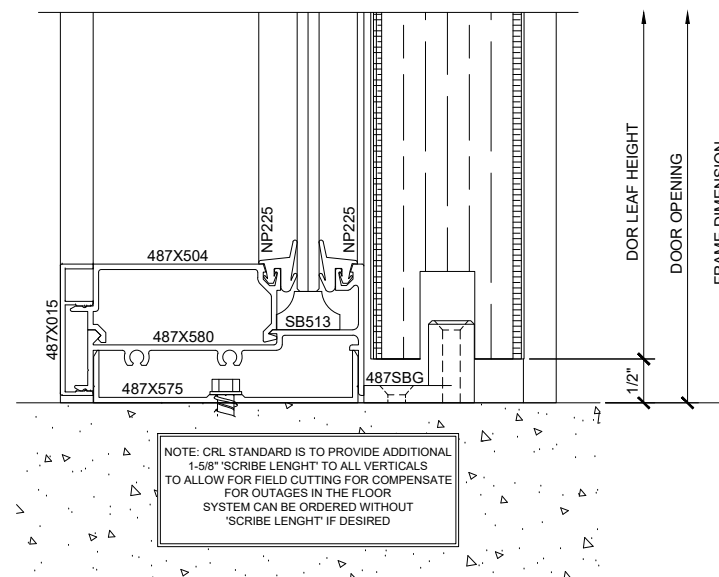 487X504
NP225
NP225
487X015
SB513
487X580
487X575
487SBG
DOR LEAF HEIGHT
DOOR OPENING
FRAME DIMENSION
1/2"
NOTE: CRL STANDARD IS TO PROVIDE ADDITIONAL
1-5/8" 'SCRIBE LENGHT' TO ALL VERTICALS
TO ALLOW FOR FIELD CUTTING FOR COMPENSATE
FOR OUTAGES IN THE FLOOR
SYSTEM CAN BE ORDERED WITHOUT
'SCRIBE LENGHT' IF DESIRED